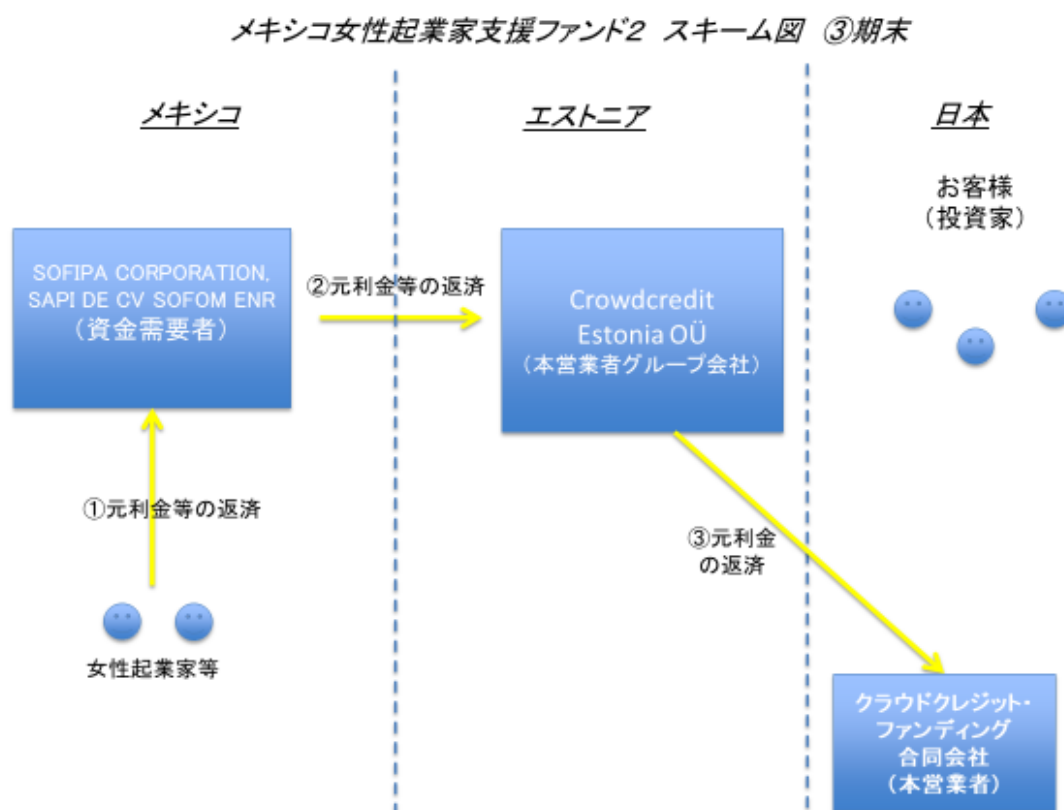 メキシコ女性起業家支援ファンド2 スキーム図 ③期末
メキシコ
エストニア
日本
お客様
(投資家)
SOFIPA CORPORATION,
SAPI DE CV SOFOM ENR
(資金需要者)
②元利金等の返済
Crowdcredit
Estonia OÜ
(本営業者グループ会社)
①元利金等の返済
③元利金
の返済
女性起業家等
クラウドクレジット・
ファンディング
合同会社
(本営業者)